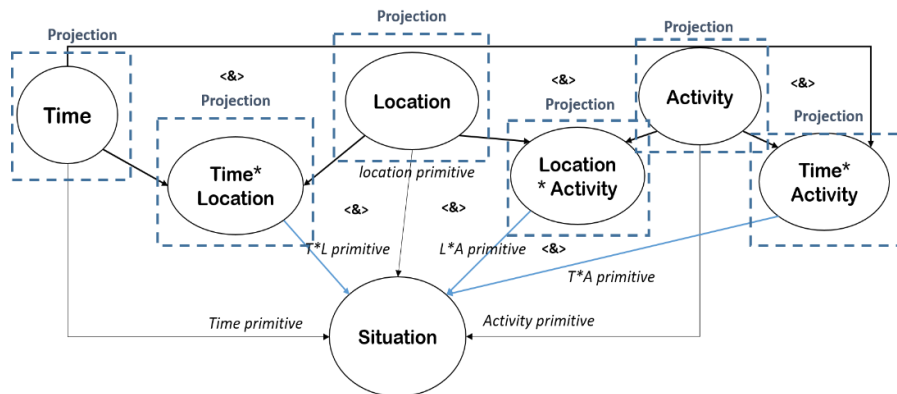 Projection
Projection
Projection
<&>
<&>
<&>
Projection
Projection
Projection
Time
Location
Activity
Time*
Location
Location
* Activity
Time*
Activity
location primitive
<&>
<&>
<&>
T*L primitive
L*A primitive
T*A primitive
Time primitive
Situation
Activity primitive